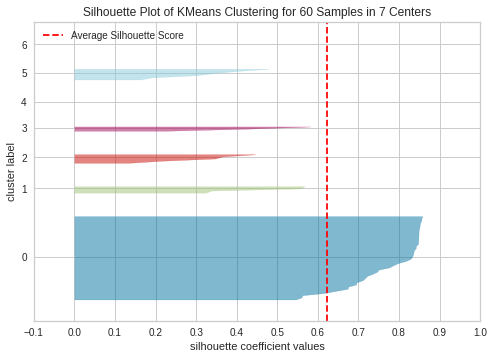 Silhouette Plot of KMeans Clustering for 60 Samples in 7 Centers
Average Silhouette Score
6
5
4
3
2
1
0
cluster label
-0.1 0.0 0.1 0.2 0.3 0.4 0.5 0.6 0.7 0.8 0.9 1.0
silhouette coefficient values